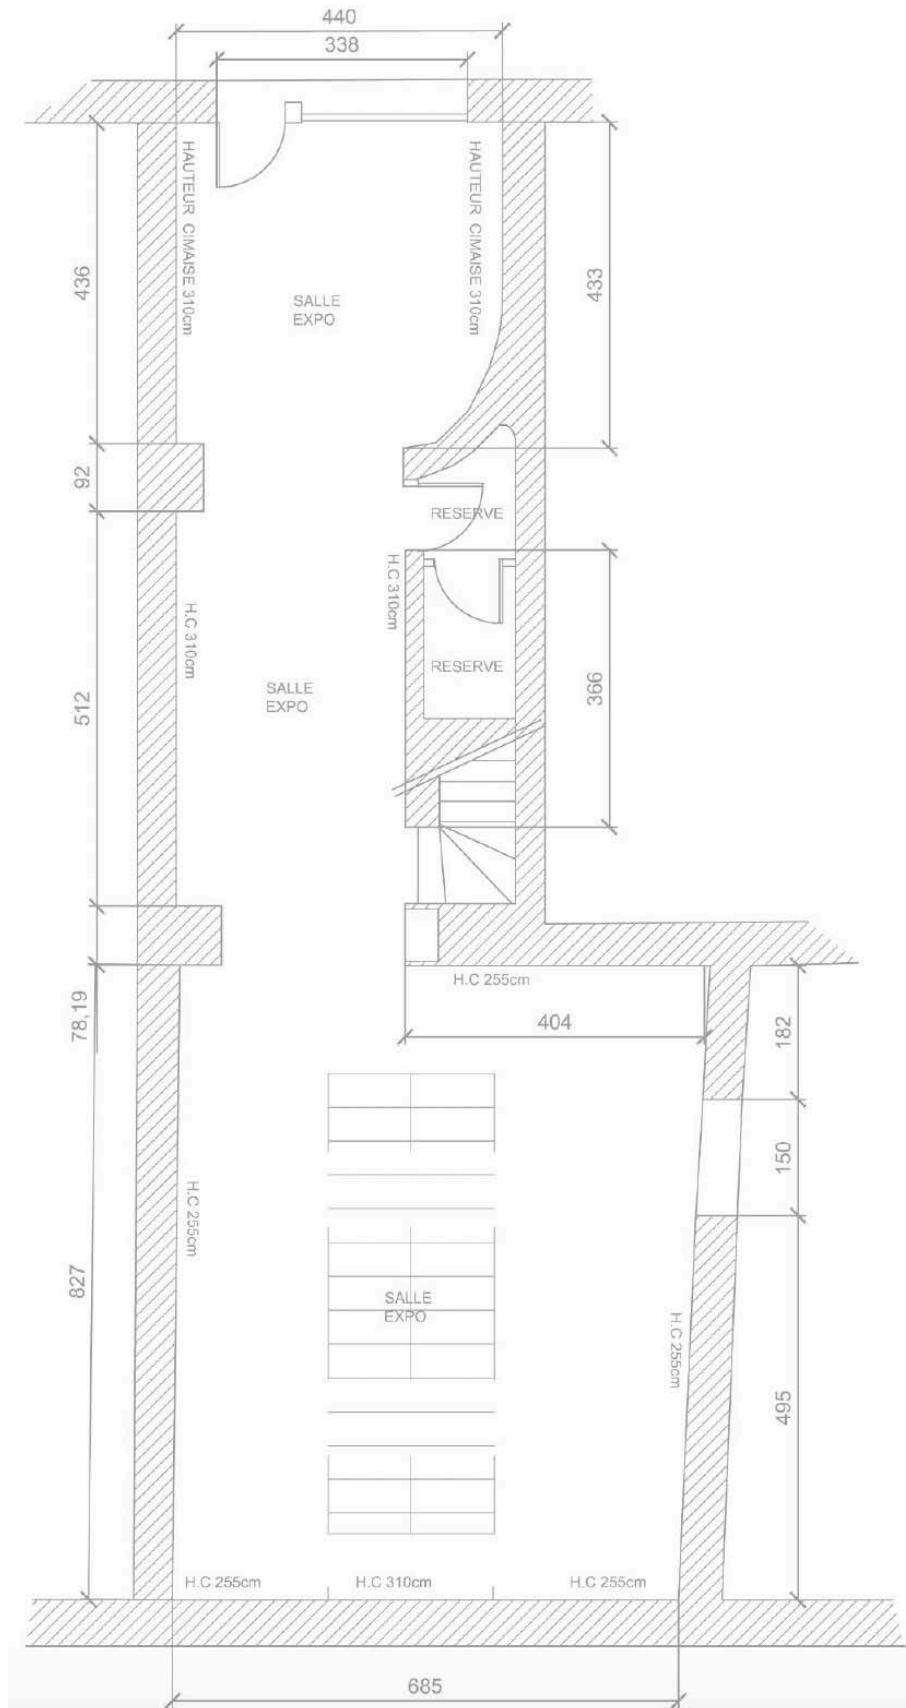 440
338
HAUTEUR CIMAISE 310cm
HAUTEUR CIMAISE 310cm
436
433
SALLE
EXPO
92
RESERVE
H.C 310cm
H.C 310cm
RESERVE
366
SALLE
EXPO
512
H.C 255cm
404
78,19
182
150
H.C 255cm
827
SALLE
EXPO
H.C 255cm
495
H.C 255cm
H.C 310cm
H.C 255cm
685